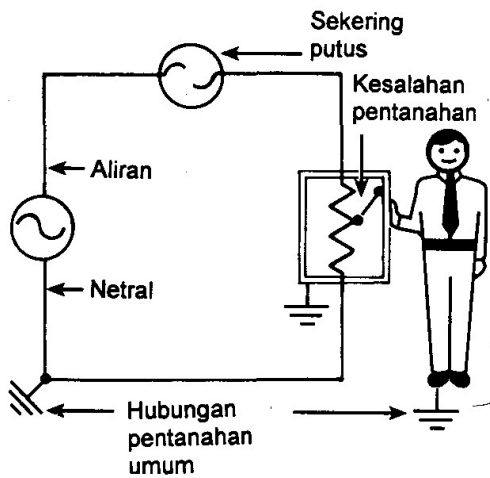 Sekering
putus
Kesalahan
pentanahan
Aliran
Netral
Hubungan
pentanahan
umum